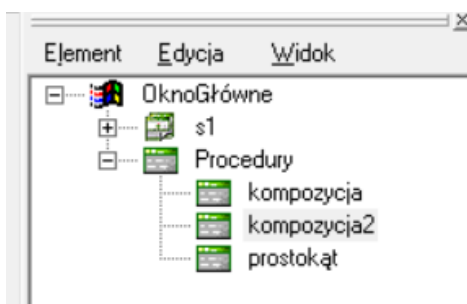 Element Edycja Widok
OknoGłówne
s1
Procedury
kompozycja
kompozycja2
prostokąt